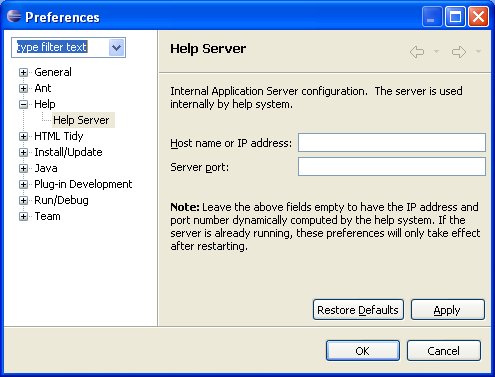 Preferences
type filter text
General
Ant
Help
Help Server
HTML Tidy
Install/Update
Java
Plug-in Development
Run/Debug
Team
Help Server
Internal Application Server configuration.  The server is used
internally by help system.
Host name or IP address:
Server port:
Note: Leave the above fields empty to have the IP address and
port number dynamically computed by the help system. If the
server is already running, these preferences will only take effect
after restarting.
Restore Defaults
Apply
OK
Cancel